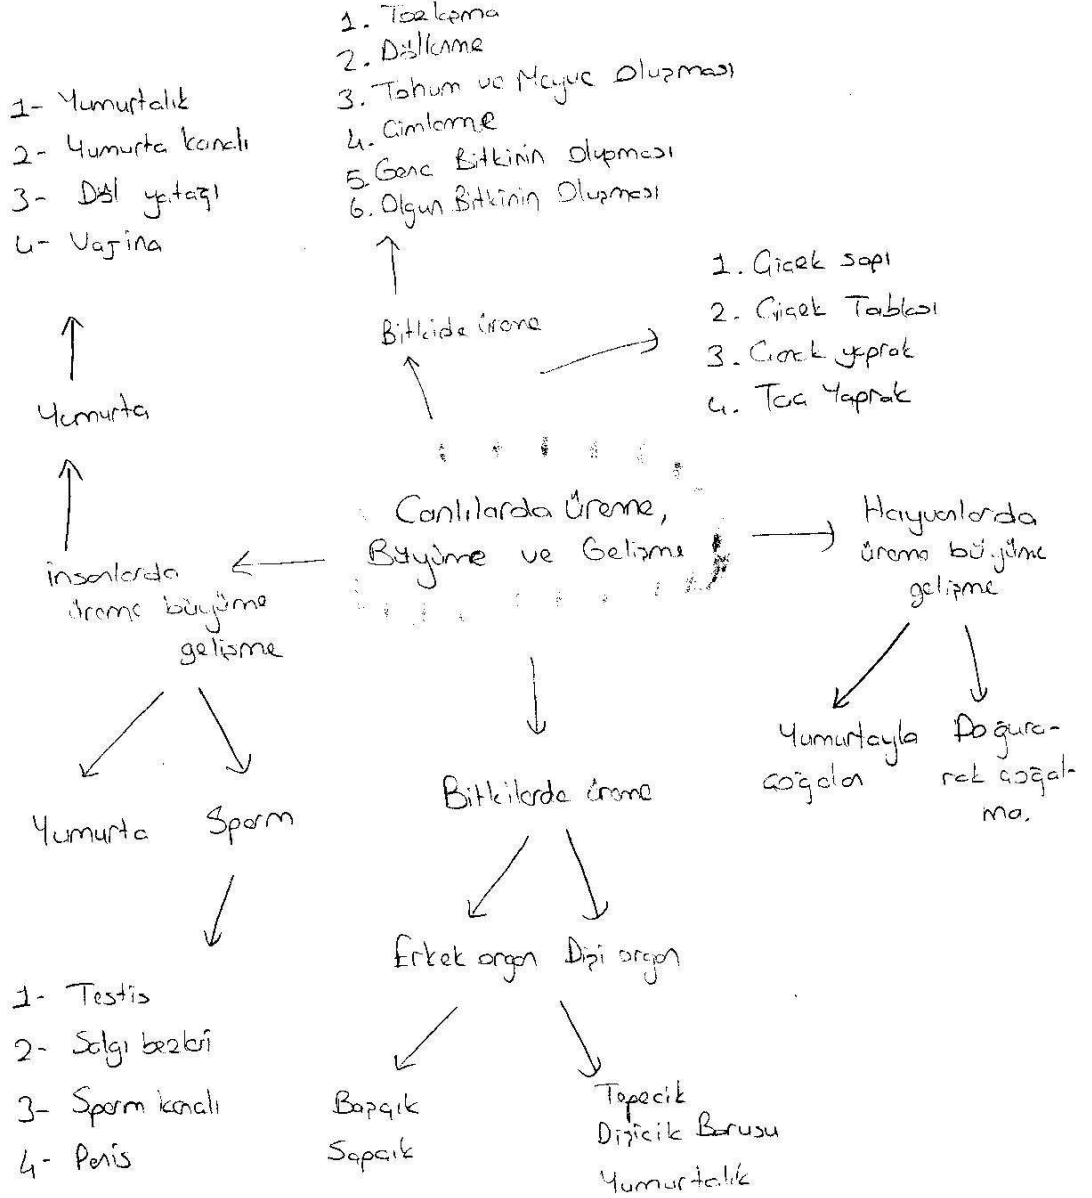 1. Tozlaşma
2. Döllenme
3. Tohum ve Meyve Oluşması
4. Çimlenme
5. Genç Bitkinin Oluşması
6. Olgun Bitkinin Oluşması
1- Yumurtalık
2- Yumurta kanalı
3- Döl yatağı
4- Vajina
Bitkide üreme
1. Çiçek sapı
2. Çiçek Tablası
3. Çanak yaprak
4. Taç Yaprak
Yumurta
Canlılarda Üreme,
Büyüme ve Gelişme
Hayvanlarda
üreme büyüme
gelişme
insanlarda
üreme büyüme
gelişme
Yumurtayla
çoğalan
Doğura-
rak çoğal-
ma.
Bitkilerde üreme
Yumurta
Sperm
Erkek organ
Dişi organ
1- Testis
2- Salgı bezleri
3- Sperm kanalı
4- Penis
Başçık
Sapçık
Tepecik
Dişicik Borusu
Yumurtalık